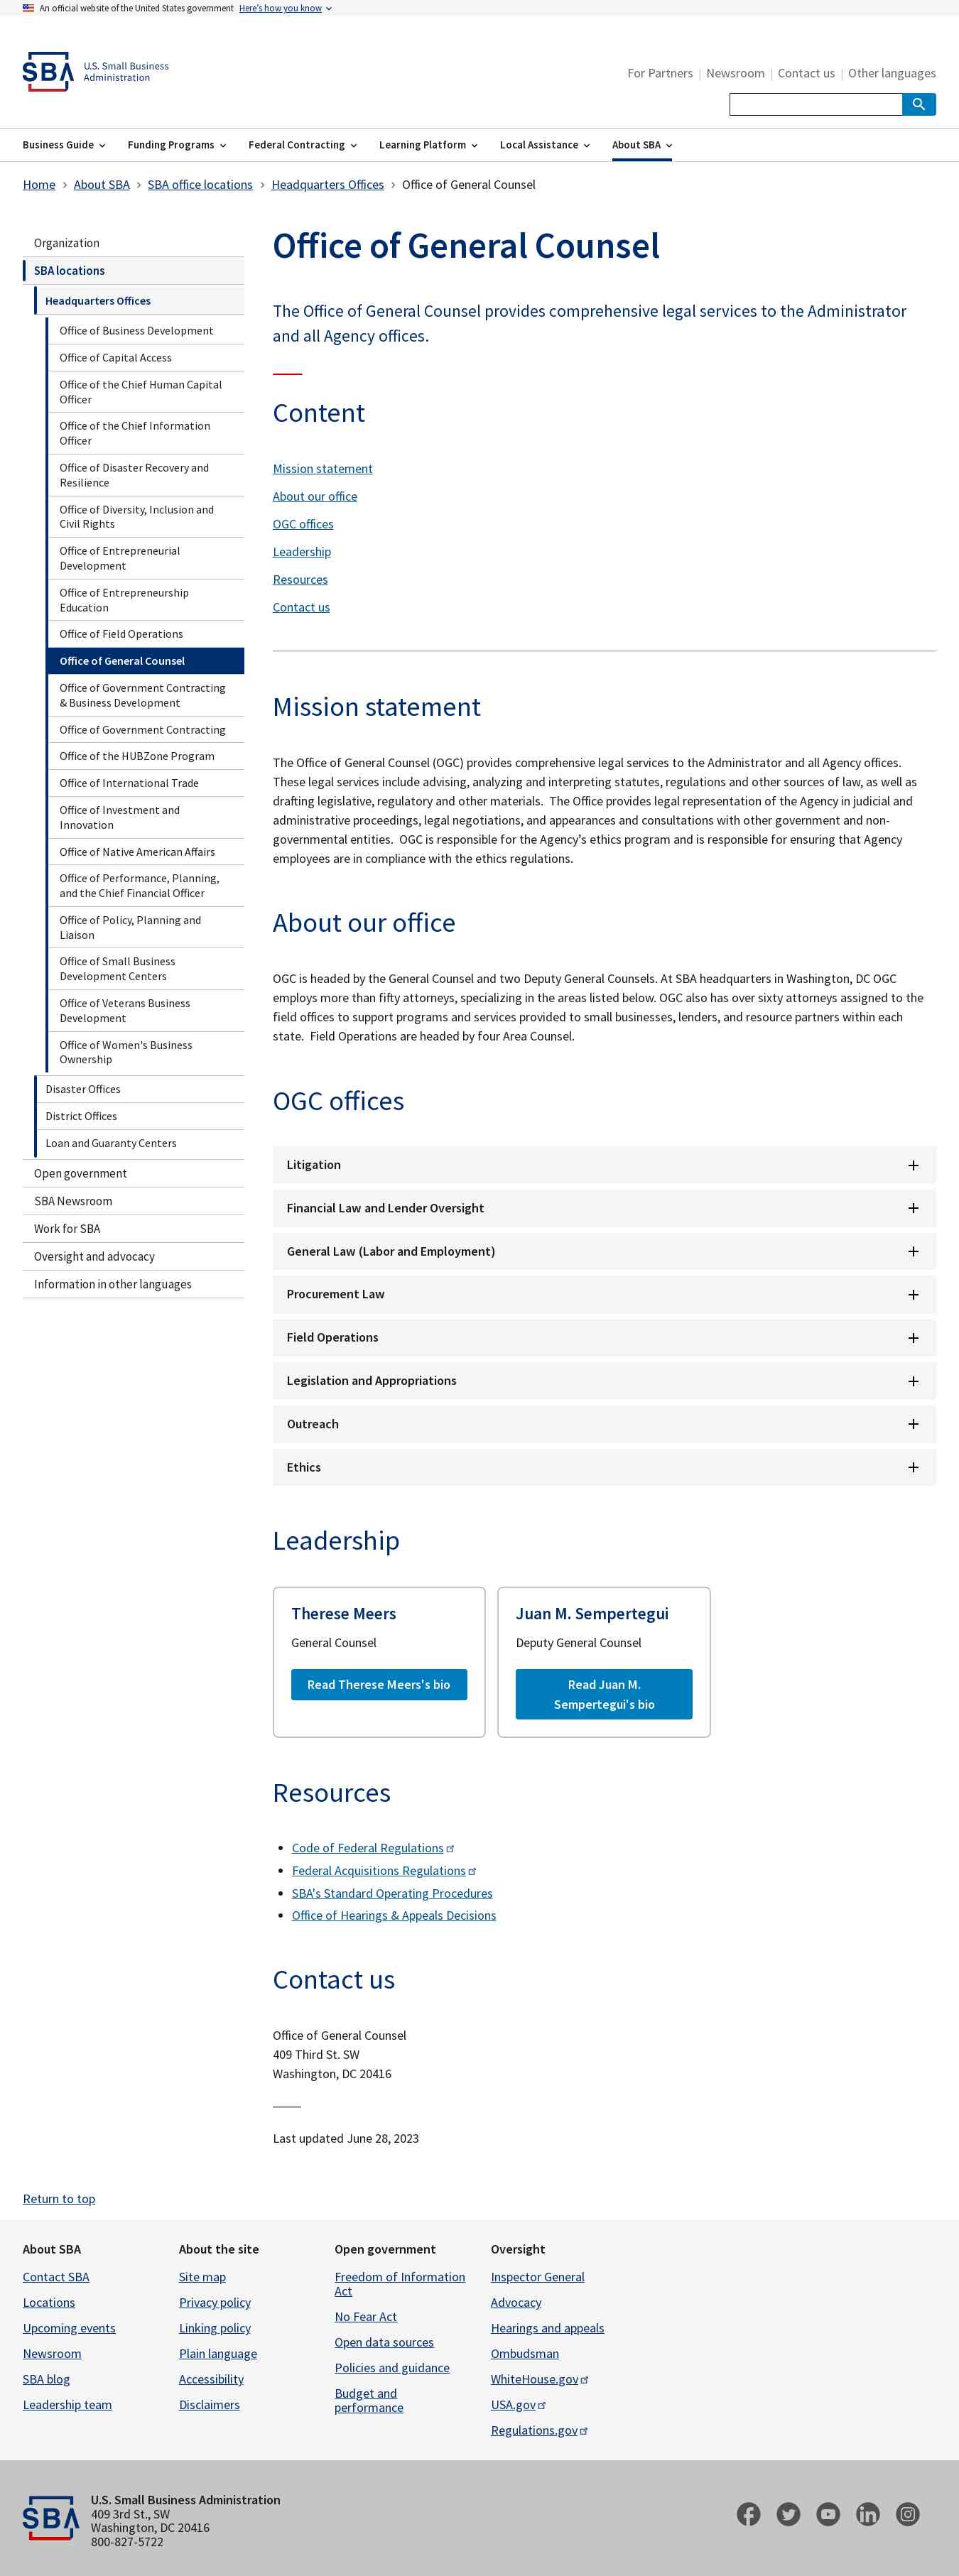 An official website of the United States government Here's how you know
SBA U.S. Small Business
Administration
For Partners | Newsroom | Contact us | Other languages
Business Guide Funding Programs Federal Contracting Learning Platform Local Assistance About SBA
Home > About SBA > SBA office locations > Headquarters Offices > Office of General Counsel
Organization
SBA locations
Headquarters Offices
Office of Business Development
Office of Capital Access
Office of the Chief Human Capital
Officer
Office of the Chief Information
Officer
Office of Disaster Recovery and
Resilience
Office of Diversity, Inclusion and
Civil Rights
Office of Entrepreneurial
Development
Office of Entrepreneurship
Education
Office of Field Operations
Office of General Counsel
Office of Government Contracting
& Business Development
Office of Government Contracting
Office of the HUBZone Program
Office of International Trade
Office of Investment and
Innovation
Office of Native American Affairs
Office of Performance, Planning,
and the Chief Financial Officer
Office of Policy, Planning and
Liaison
Office of Small Business
Development Centers
Office of Veterans Business
Development
Office of Women's Business
Ownership
Disaster Offices
District Offices
Loan and Guaranty Centers
Open government
SBA Newsroom
Work for SBA
Oversight and advocacy
Information in other languages
Office of General Counsel
The Office of General Counsel provides comprehensive legal services to the Administrator
and all Agency offices.
Content
Mission statement
About our office
OGC offices
Leadership
Resources
Contact us
Mission statement
The Office of General Counsel (OGC) provides comprehensive legal services to the Administrator and all Agency offices.
These legal services include advising, analyzing and interpreting statutes, regulations and other sources of law, as well as
drafting legislative, regulatory and other materials. The Office provides legal representation of the Agency in judicial and
administrative proceedings, legal negotiations, and appearances and consultations with other government and non-
governmental entities. OGC is responsible for the Agency's ethics program and is responsible for ensuring that Agency
employees are in compliance with the ethics regulations.
About our office
OGC is headed by the General Counsel and two Deputy General Counsels. At SBA headquarters in Washington, DC OGC
employs more than fifty attorneys, specializing in the areas listed below. OGC also has over sixty attorneys assigned to the
field offices to support programs and services provided to small businesses, lenders, and resource partners within each
state. Field Operations are headed by four Area Counsel.
OGC offices
Litigation
Financial Law and Lender Oversight
General Law (Labor and Employment)
Procurement Law
Field Operations
Legislation and Appropriations
Outreach
Ethics
Leadership
Therese Meers
General Counsel
Read Therese Meers's bio
Juan M. Sempertegui
Deputy General Counsel
Read Juan M.
Sempertegui's bio
Resources
• Code of Federal Regulations
• Federal Acquisitions Regulations
• SBA's Standard Operating Procedures
• Office of Hearings & Appeals Decisions
Contact us
Office of General Counsel
409 Third St. SW
Washington, DC 20416
Last updated June 28, 2023
Return to top
About SBA
Contact SBA
Locations
Upcoming events
Newsroom
SBA blog
Leadership team
About the site
Site map
Privacy policy
Linking policy
Plain language
Accessibility
Disclaimers
Open government
Freedom of Information
Act
No Fear Act
Open data sources
Policies and guidance
Budget and
performance
Oversight
Inspector General
Advocacy
Hearings and appeals
Ombudsman
WhiteHouse.gov
USA.gov
Regulations.gov
SBA
U.S. Small Business Administration
409 3rd St., SW
Washington, DC 20416
800-827-5722